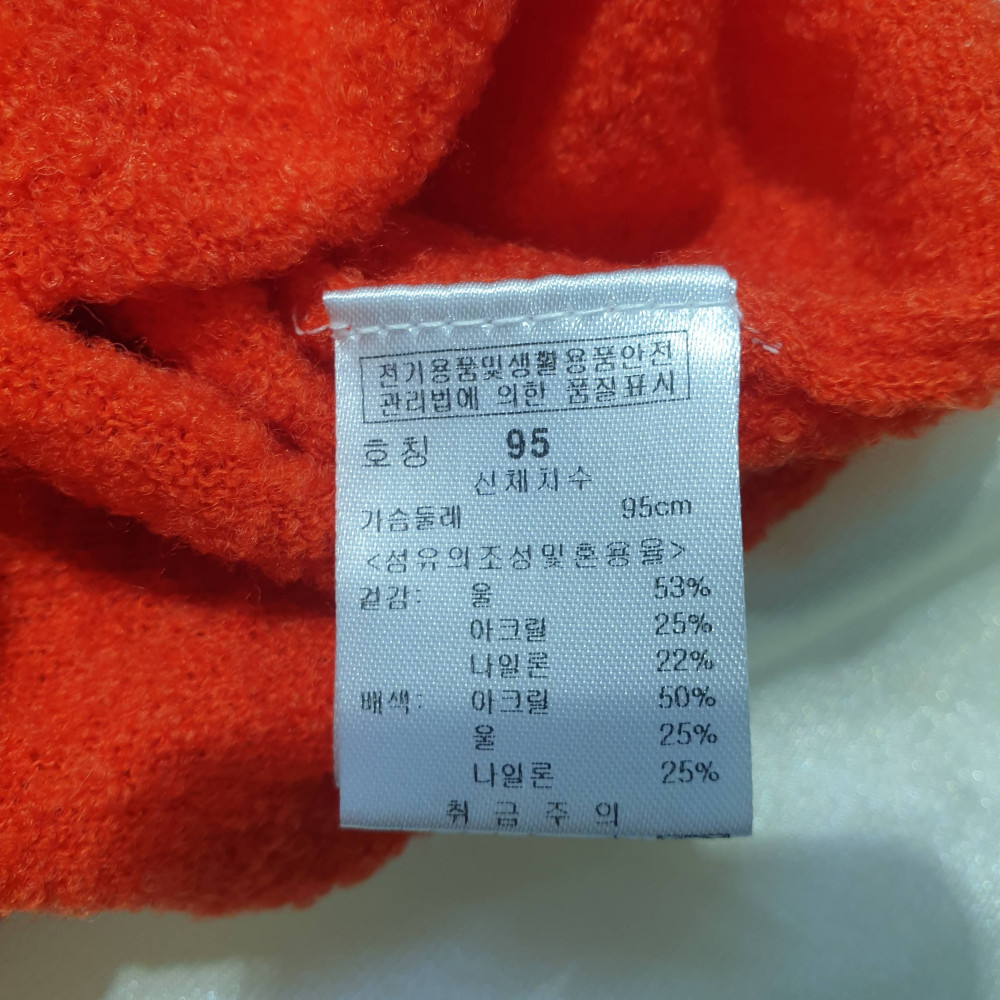 전기용품및생활용품안전
관리법에 의한 품질표시
호칭 95
신체치수
가슴둘레 95cm
<섬유의조성및혼용율>
겉감: 울 53%
아크릴 25%
나일론 22%
배색: 아크릴 50%
울 25%
나일론 25%
취급주의